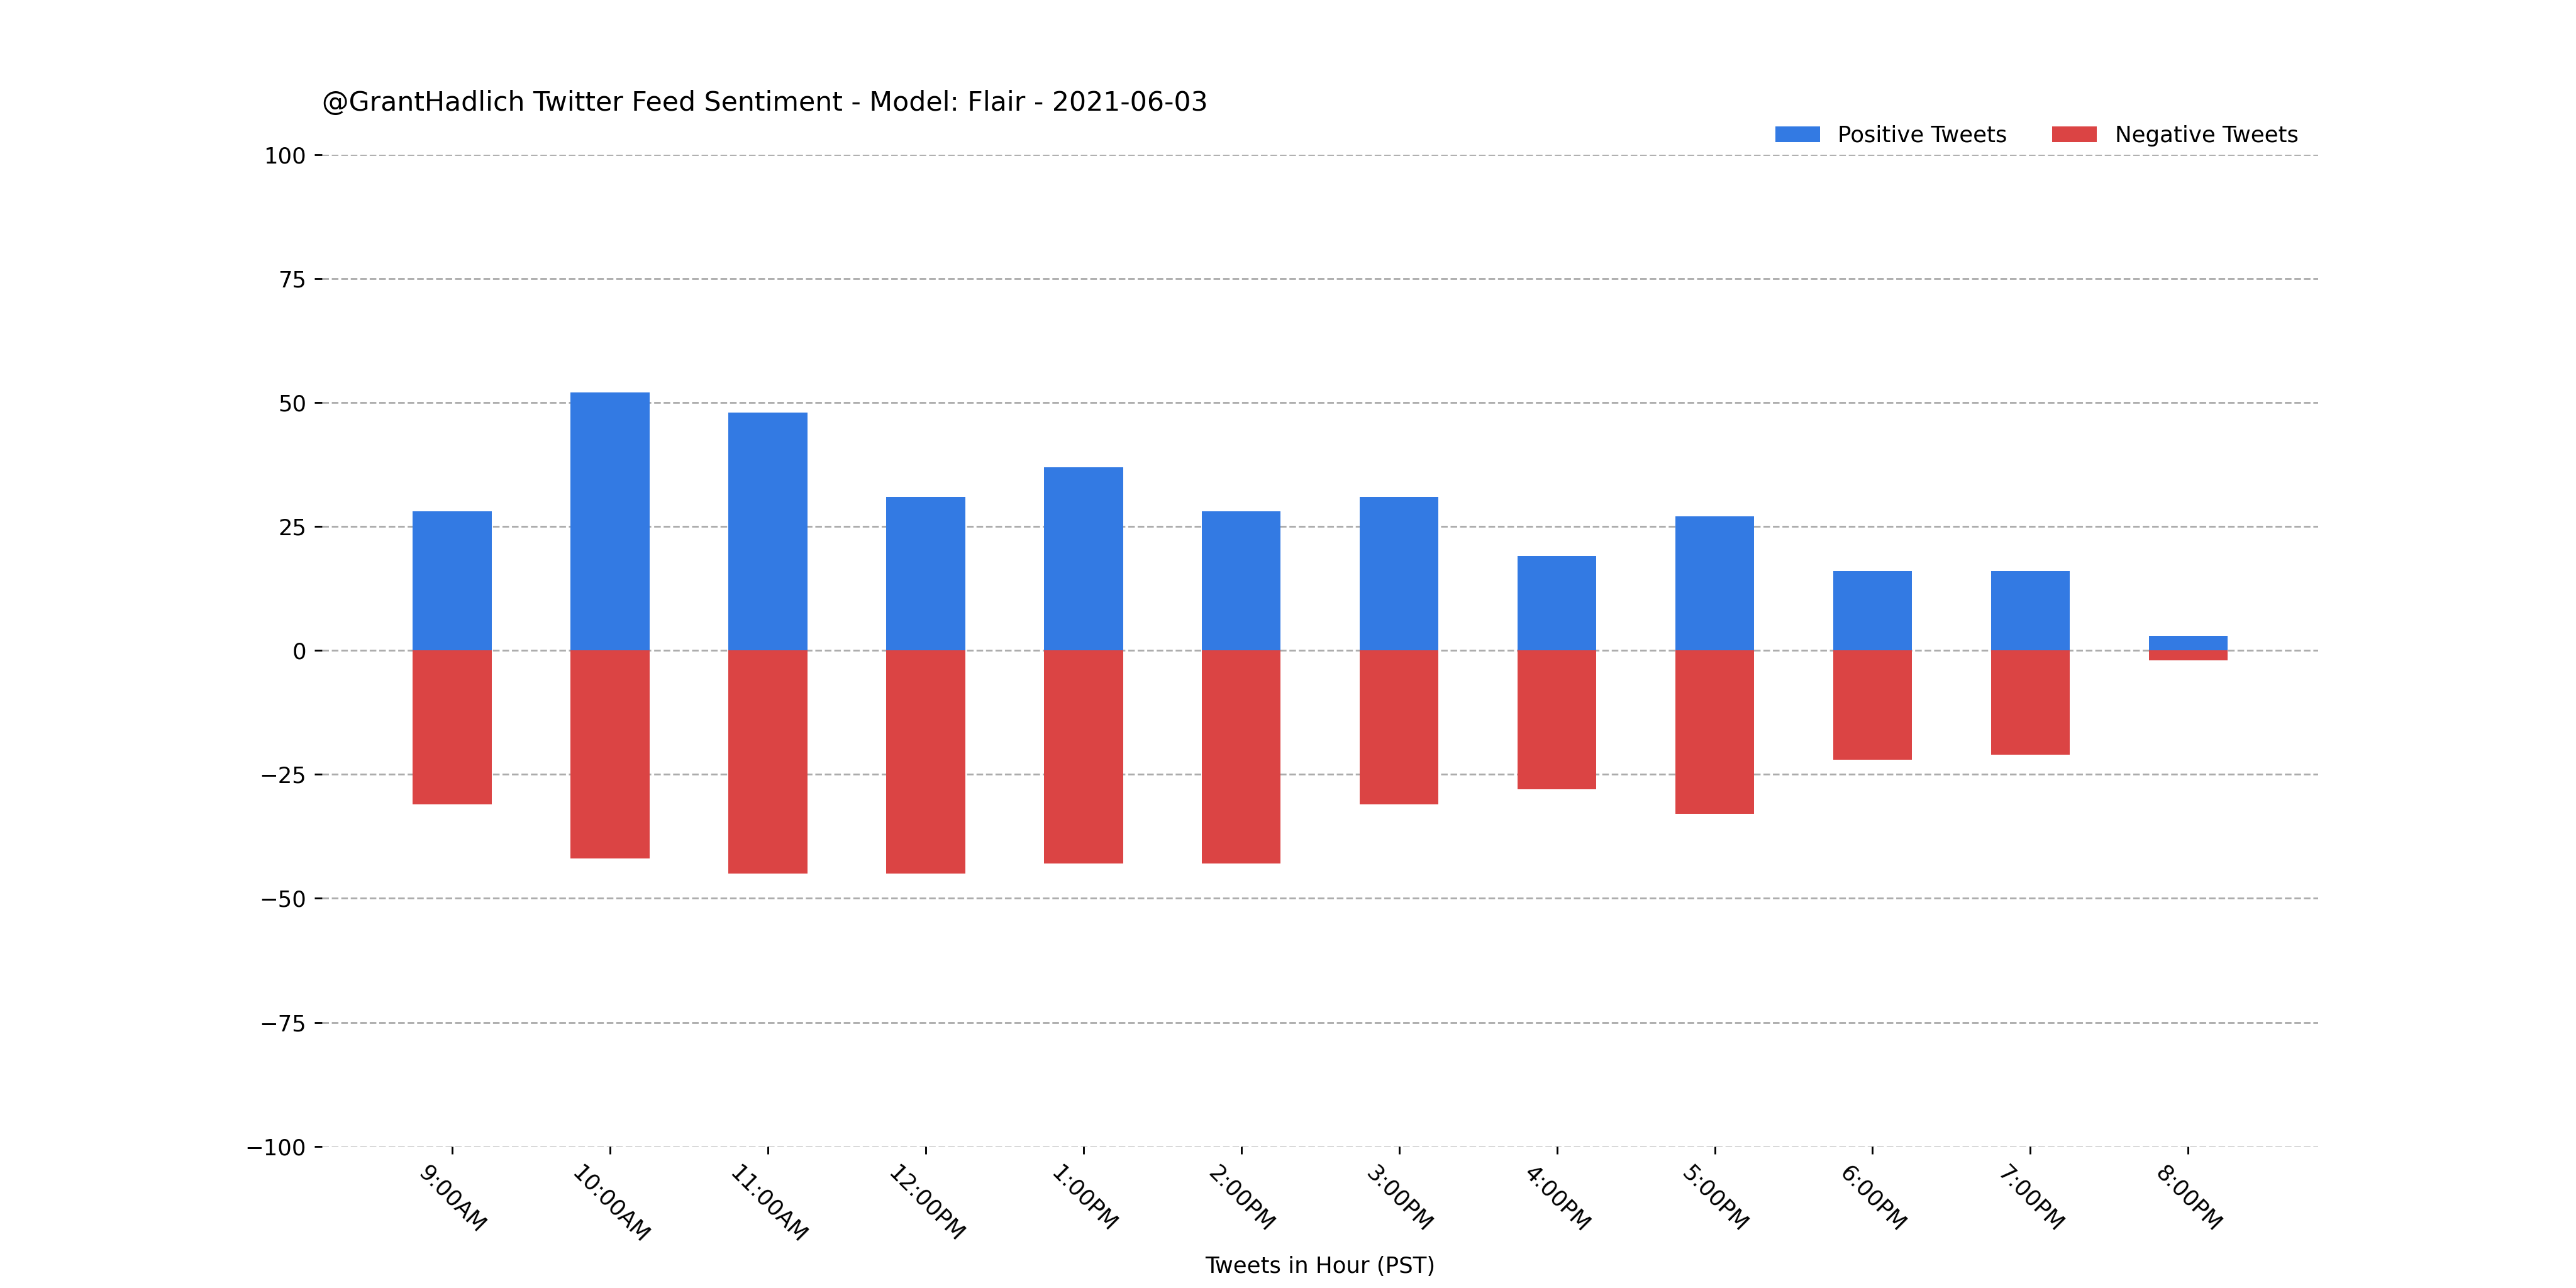 @GrantHadlich Twitter Feed Sentiment - Model: Flair - 2021-06-03
Positive Tweets
Negative Tweets
100
75
50
25
0
−25
−50
−75
−100
9:00AM
10:00AM
11:00AM
12:00PM
1:00PM
2:00PM
3:00PM
4:00PM
5:00PM
6:00PM
7:00PM
8:00PM
Tweets in Hour (PST)